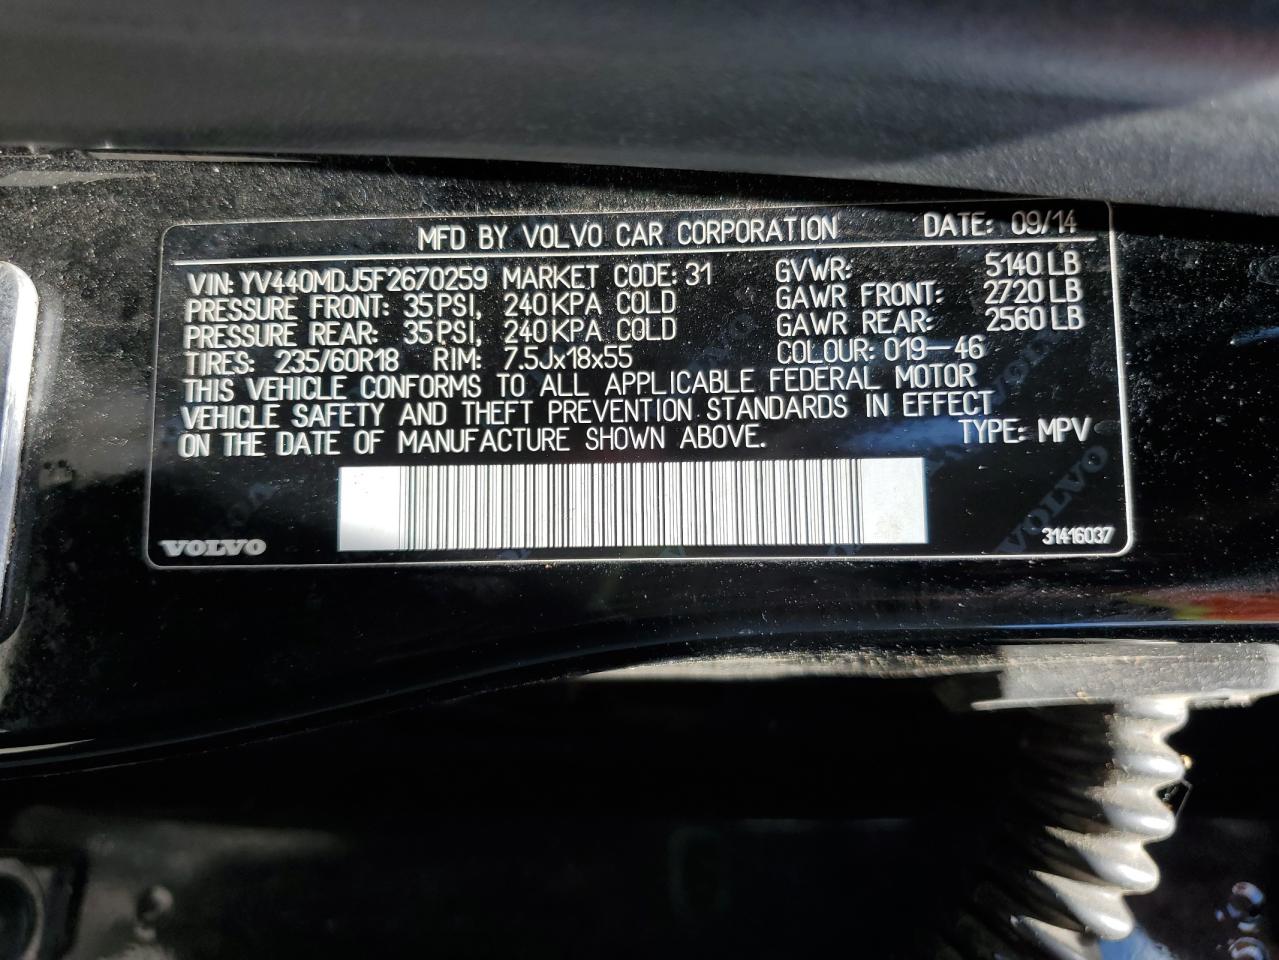 MFD BY VOLVO CAR CORPORATION DATE: 09/14
VIN: YV440MDJ5F2670259 MARKET CODE: 31 GVWR: 5140 LB
PRESSURE FRONT: 35 PSI, 240 KPA COLD GAWR FRONT: 2720 LB
PRESSURE REAR: 35 PSI, 240 KPA COLD GAWR REAR: 2560 LB
TIRES: 235/60R18 RIM: 7.5Jx18x55 COLOUR: 019-46
THIS VEHICLE CONFORMS TO ALL APPLICABLE FEDERAL MOTOR
VEHICLE SAFETY AND THEFT PREVENTION STANDARDS IN EFFECT
ON THE DATE OF MANUFACTURE SHOWN ABOVE. TYPE: MPV
VOLVO
VOLVO 31416037